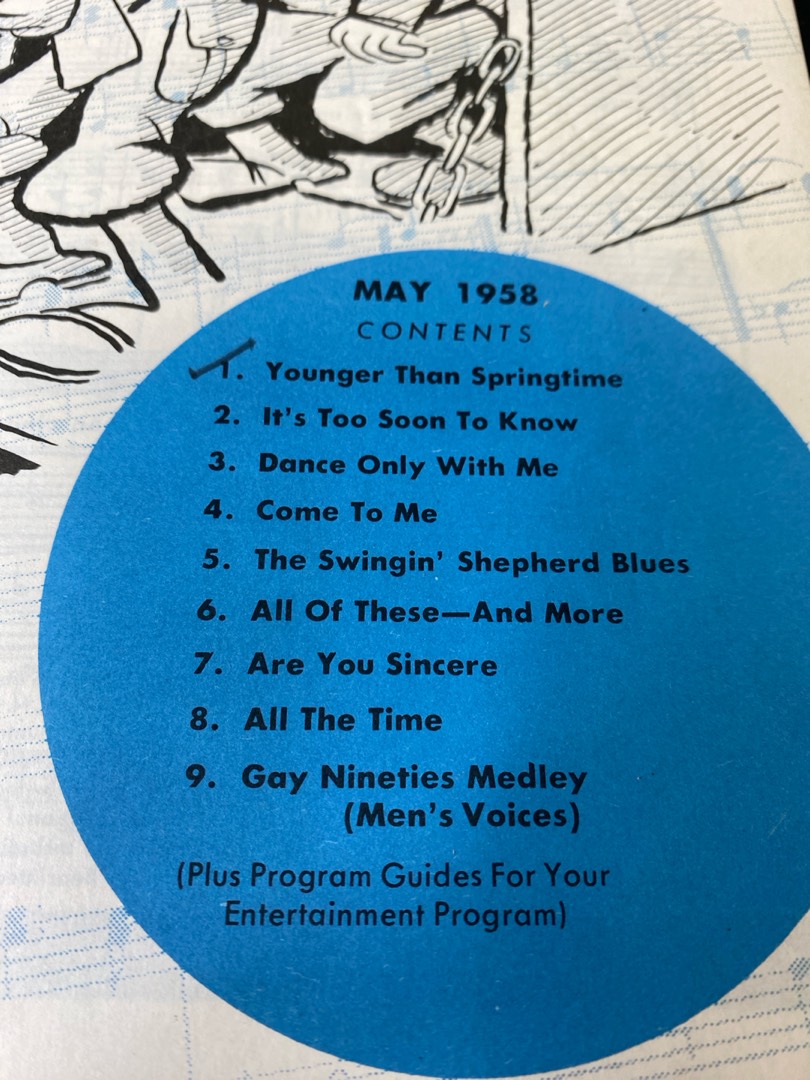 MAY 1958
CONTENTS
1. Younger Than Springtime
2. It's Too Soon To Know
3. Dance Only With Me
4. Come To Me
5. The Swingin' Shepherd Blues
6. All Of These—And More
7. Are You Sincere
8. All The Time
9. Gay Nineties Medley
(Men's Voices)
(Plus Program Guides For Your
Entertainment Program)